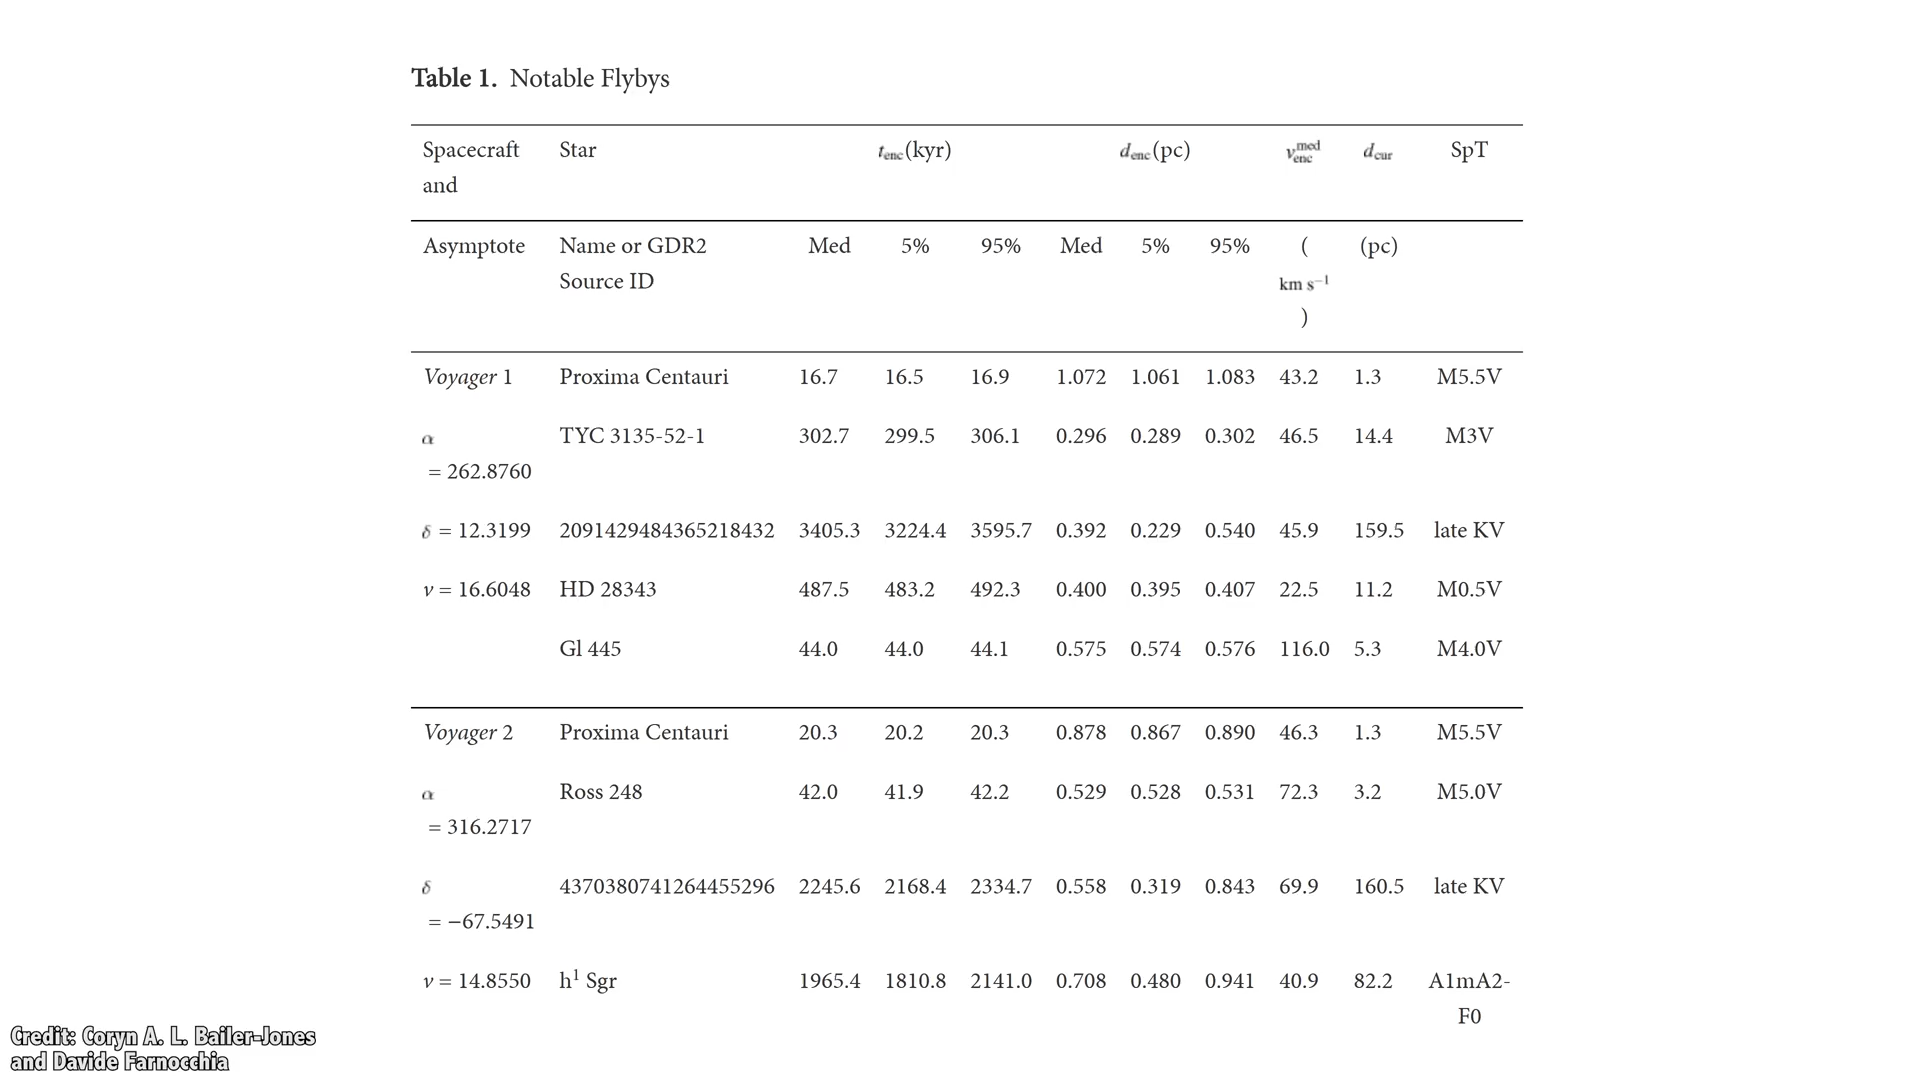 Table 1. Notable Flybys
Spacecraft and Star t_enc(kyr) d_enc(pc) v_enc^med d_cur SpT
Asymptote Name or GDR2 Source ID Med 5% 95% Med 5% 95% (km s⁻¹) (pc)
Voyager 1 Proxima Centauri 16.7 16.5 16.9 1.072 1.061 1.083 43.2 1.3 M5.5V
α = 262.8760 TYC 3135-52-1 302.7 299.5 306.1 0.296 0.289 0.302 46.5 14.4 M3V
δ = 12.3199 2091429484365218432 3405.3 3224.4 3595.7 0.392 0.229 0.540 45.9 159.5 late KV
ν = 16.6048 HD 28343 487.5 483.2 492.3 0.400 0.395 0.407 22.5 11.2 M0.5V
Gl 445 44.0 44.0 44.1 0.575 0.574 0.576 116.0 5.3 M4.0V
Voyager 2 Proxima Centauri 20.3 20.2 20.3 0.878 0.867 0.890 46.3 1.3 M5.5V
α = 316.2717 Ross 248 42.0 41.9 42.2 0.529 0.528 0.531 72.3 3.2 M5.0V
δ = −67.5491 4370380741264455296 2245.6 2168.4 2334.7 0.558 0.319 0.843 69.9 160.5 late KV
ν = 14.8550 h¹ Sgr 1965.4 1810.8 2141.0 0.708 0.480 0.941 40.9 82.2 A1mA2-F0
Credit: Coryn A. L. Bailer-Jones
and Davide Farnocchia